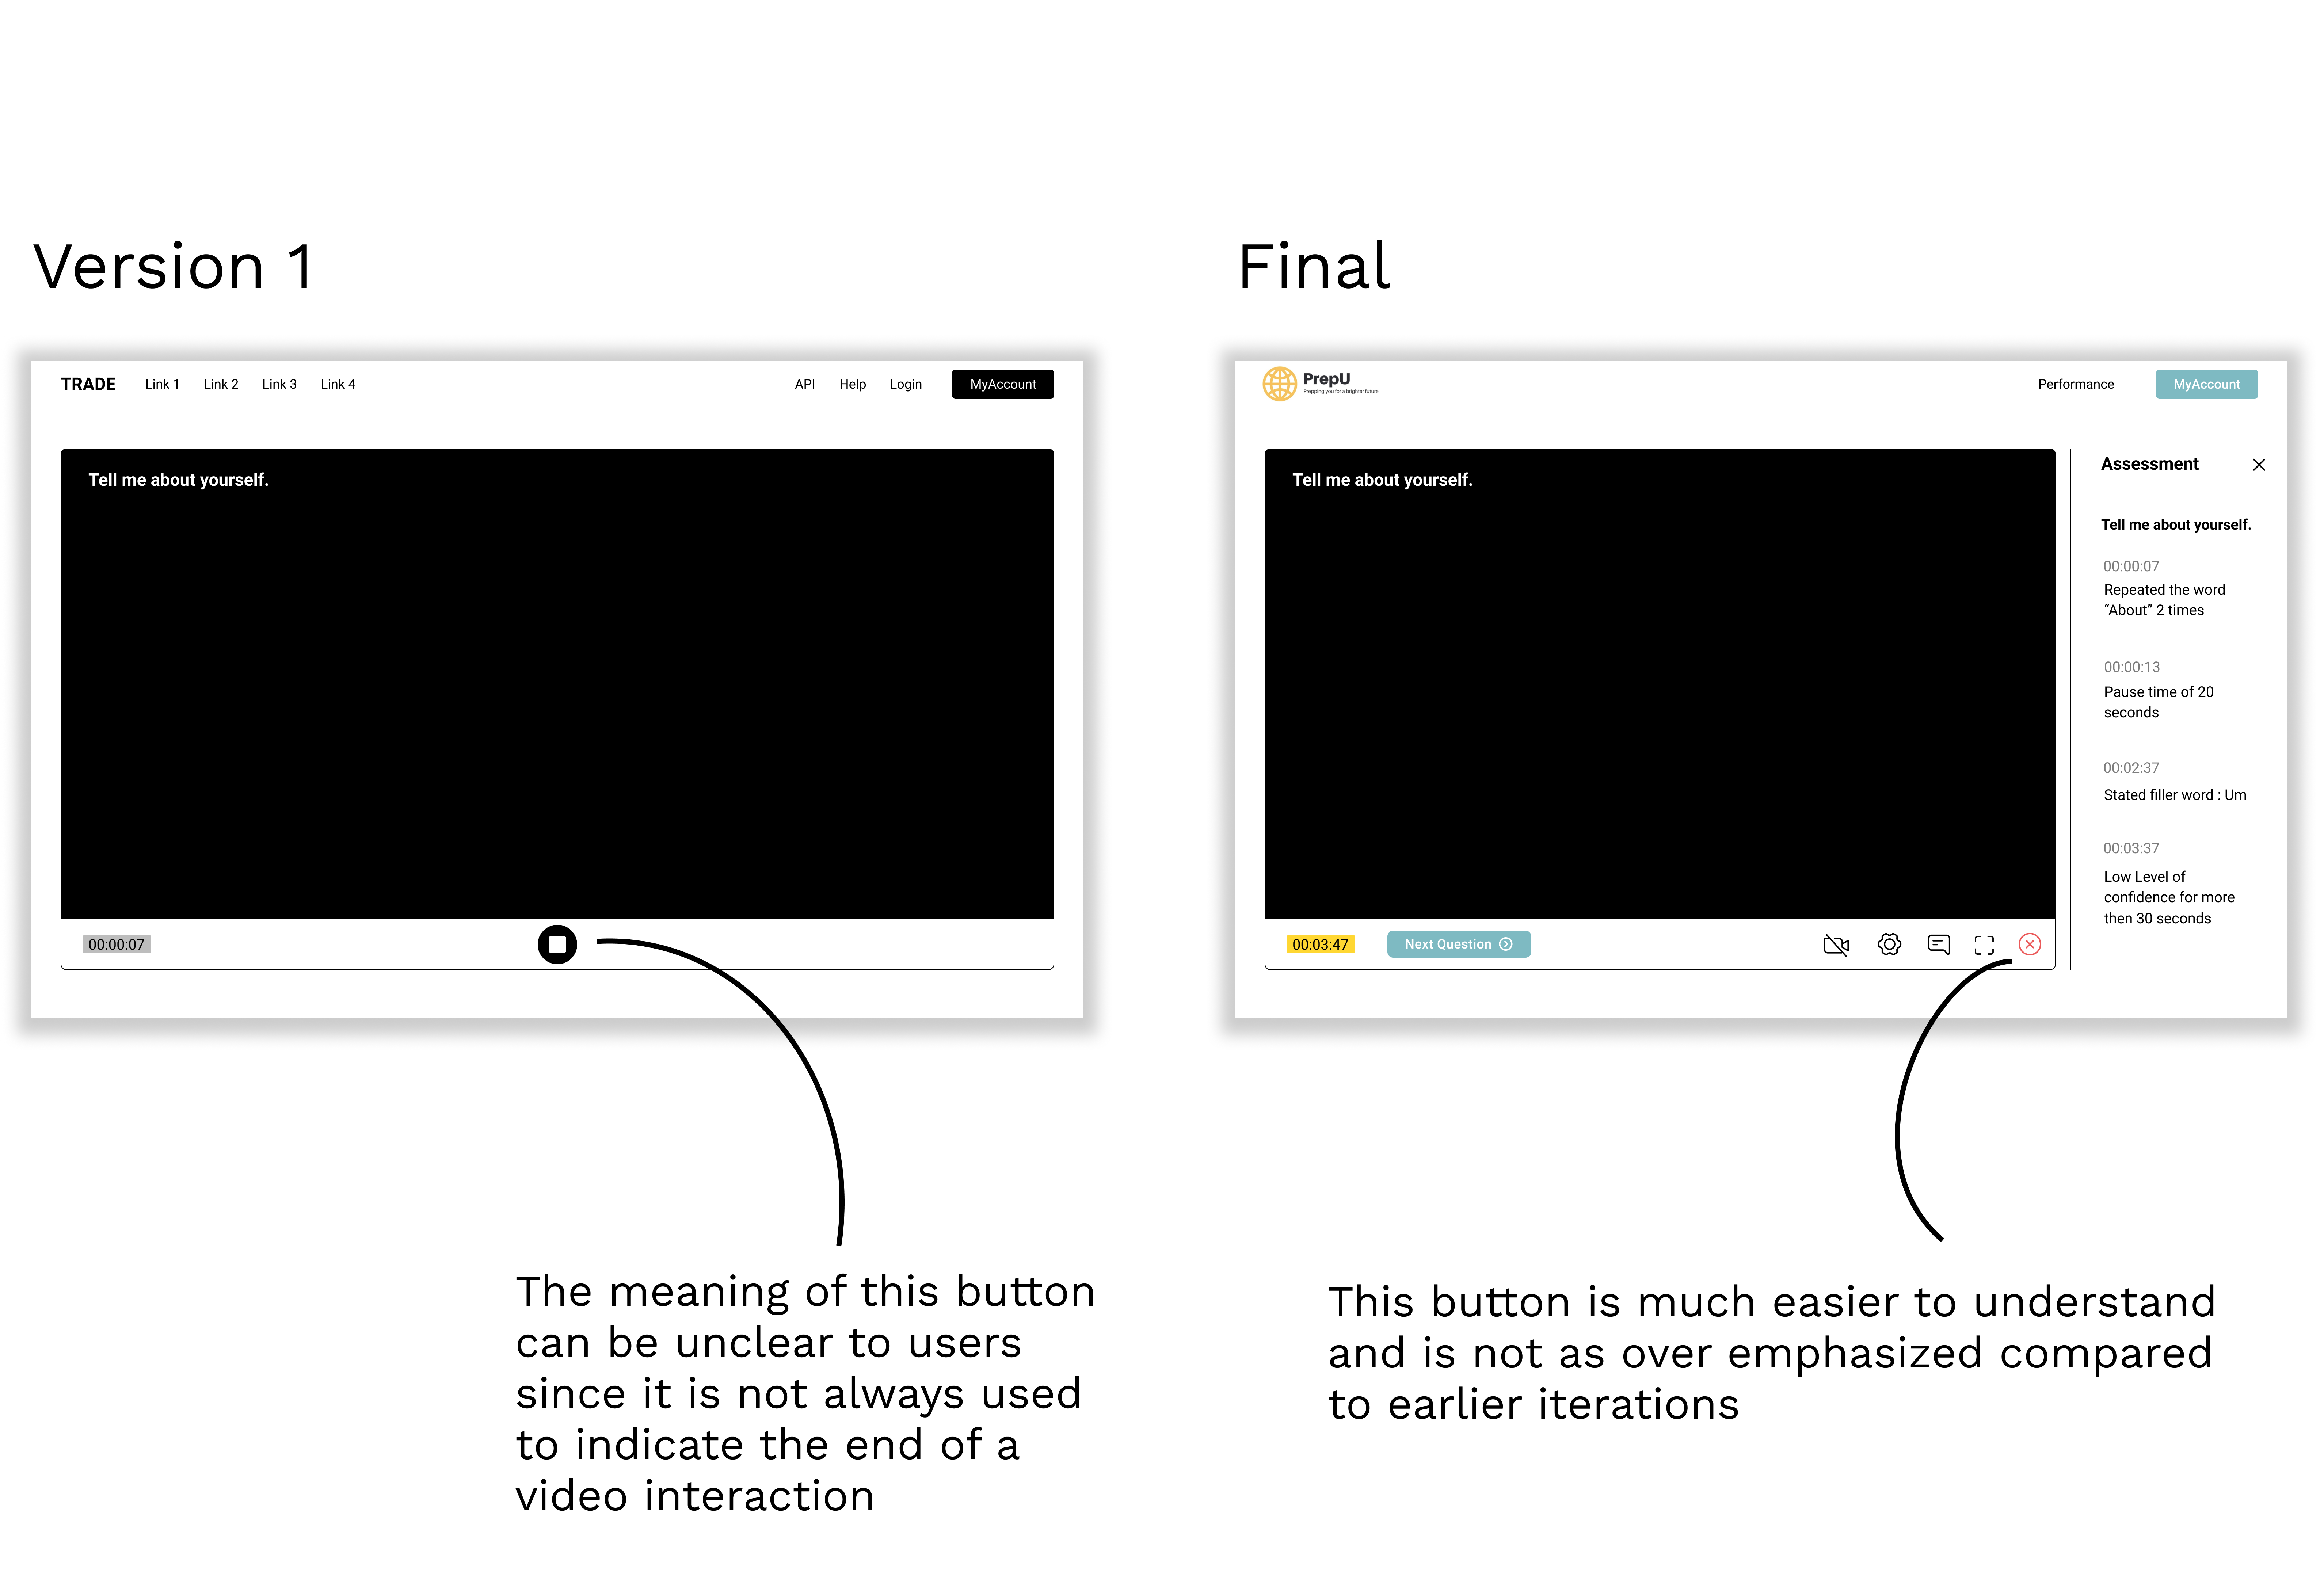 Version 1
TRADE Link 1 Link 2 Link 3 Link 4 API Help Login MyAccount
Tell me about yourself.
00:00:07
The meaning of this button
can be unclear to users
since it is not always used
to indicate the end of a
video interaction
Final
PrepU
Prepping you for a brighter future
Performance MyAccount
Tell me about yourself.
00:03:47 Next Question
Assessment
Tell me about yourself.
00:00:07
Repeated the word
“About” 2 times
00:00:13
Pause time of 20
seconds
00:02:37
Stated filler word : Um
00:03:37
Low Level of
confidence for more
then 30 seconds
This button is much easier to understand
and is not as over emphasized compared
to earlier iterations